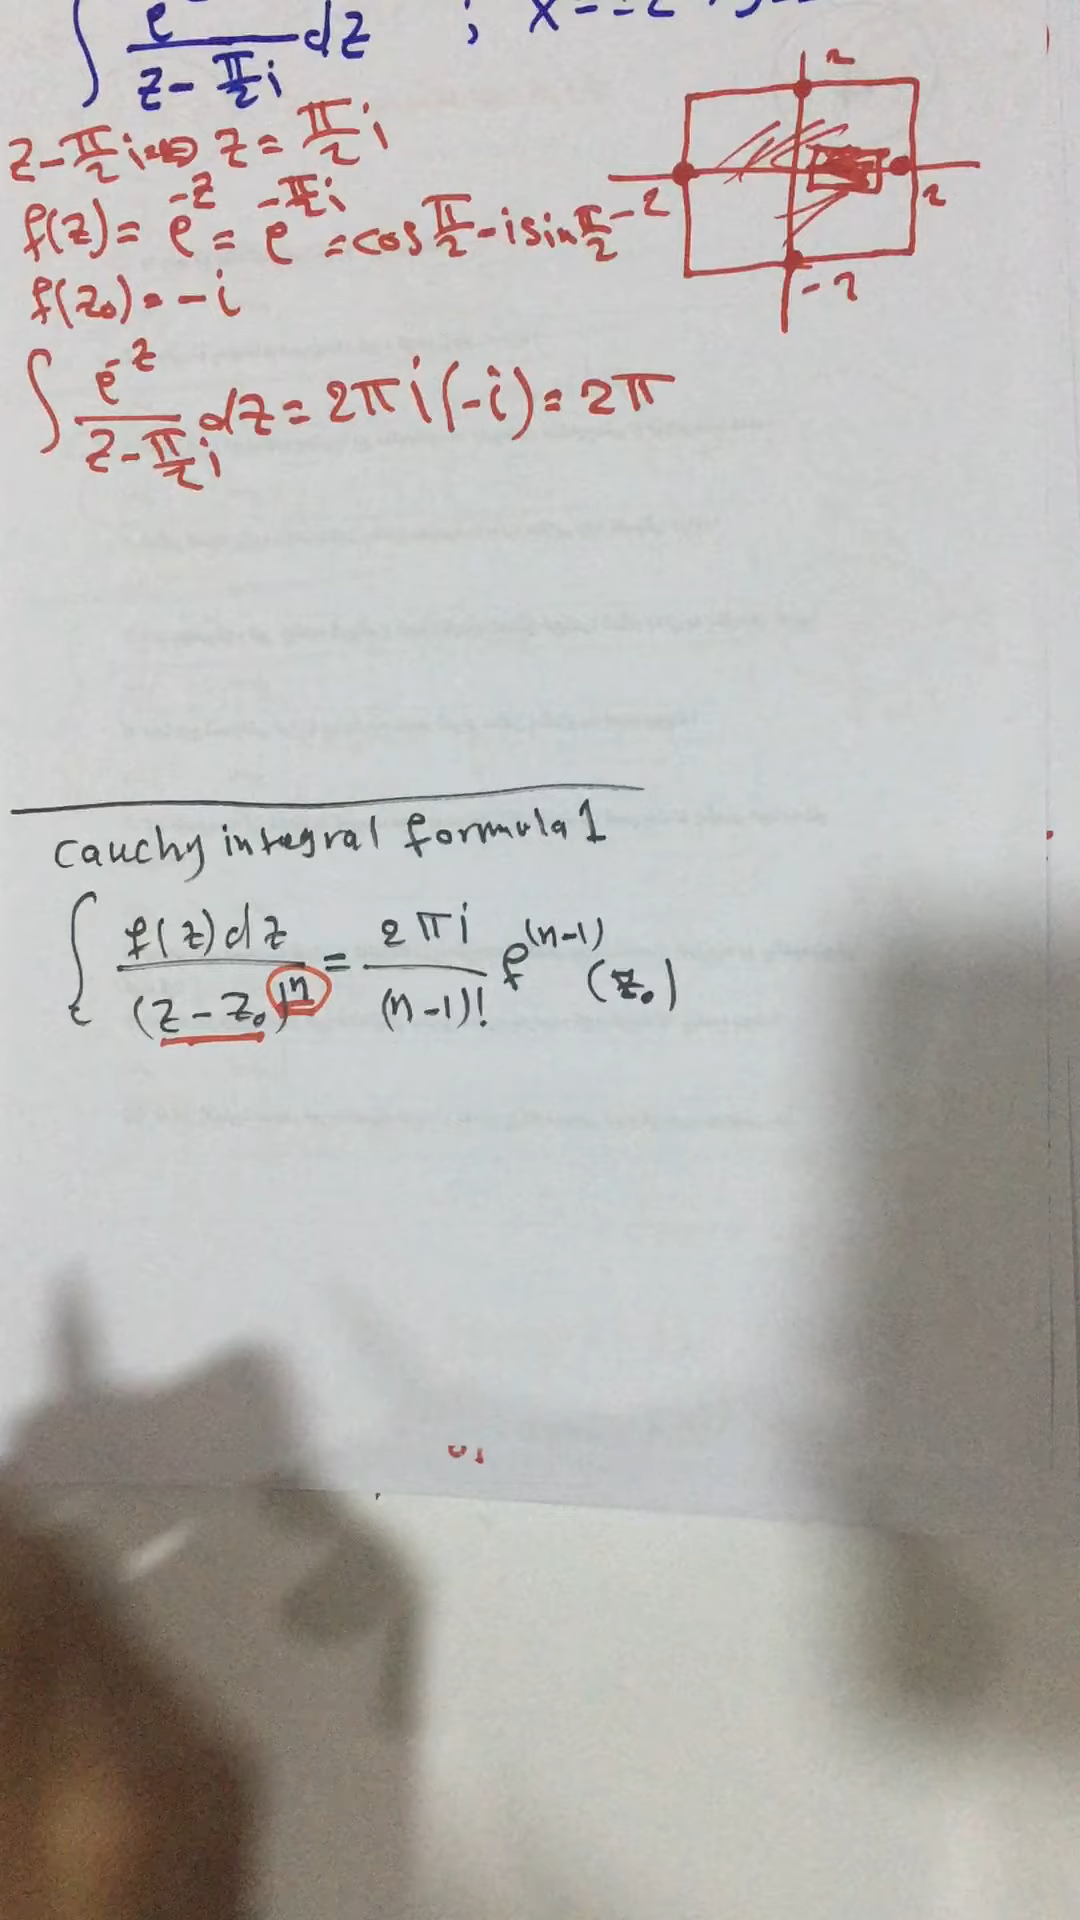 ∫ e / (z - π/2 i) dz ; x = ±2
z - π/2 i = 0 ⇒ z = π/2 i
f(z) = e^{-z} = e^{-π/2 i} = cos π/2 - i sin π/2
f(z₀) = -i
∫ e^{-z} / (z - π/2 i) dz = 2πi(-i) = 2π
2
-2
2
-2
Cauchy integral formula 1
∫_c f(z)dz / (z - z₀)^n = 2πi / (n-1)! f^{(n-1)} (z₀)